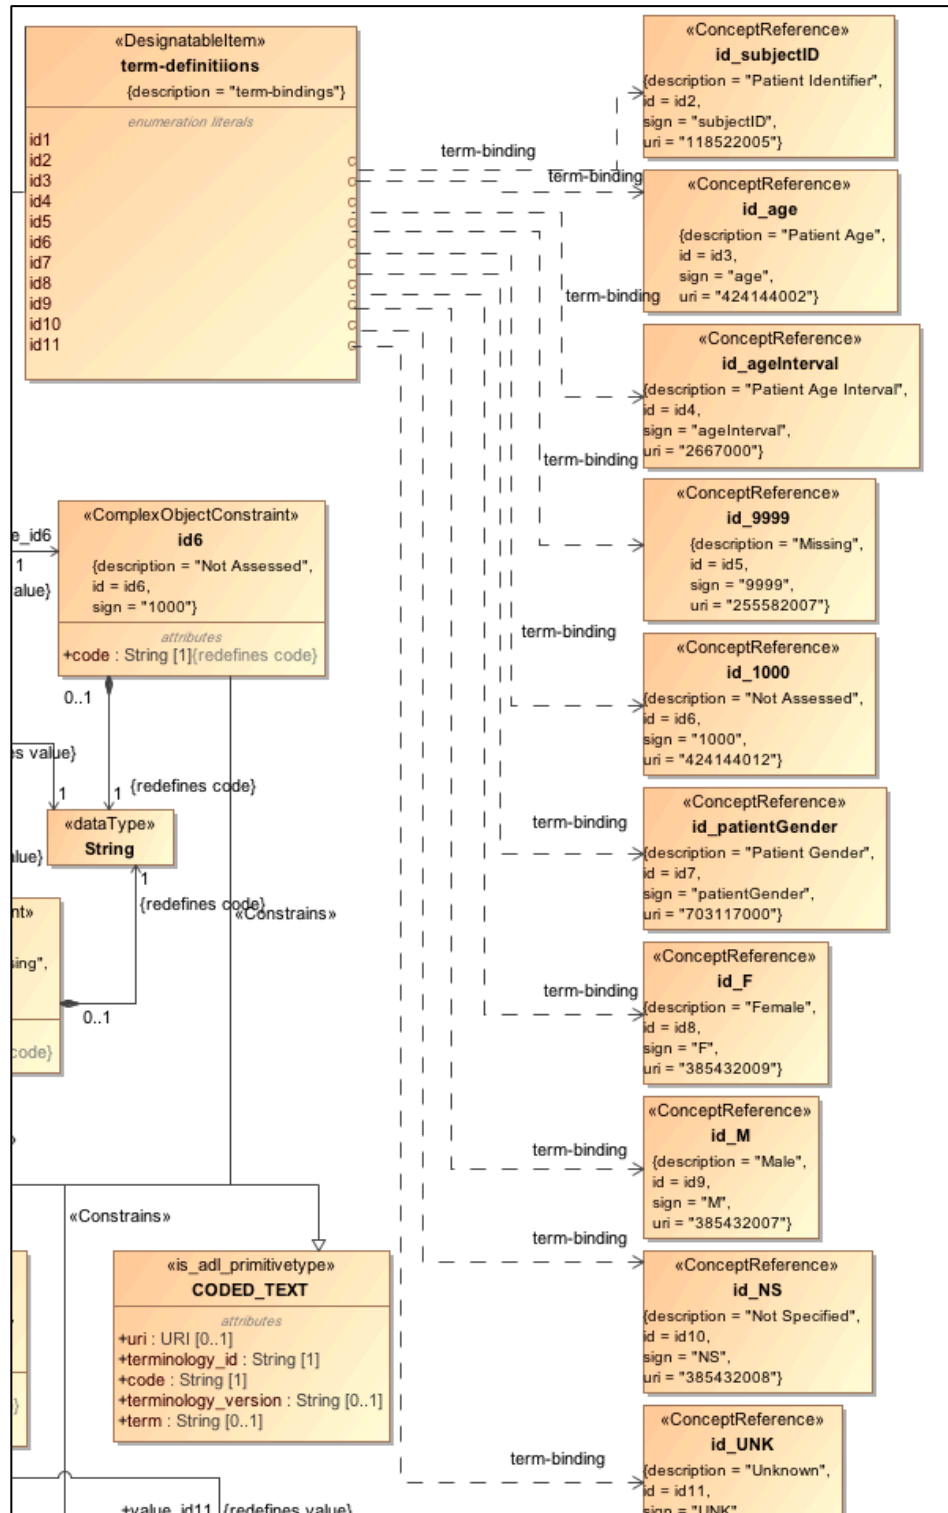 «DesignatableItem»
term-definitiions
{description = "term-bindings"}
enumeration literals
id1
id2
id3
id4
id5
id6
id7
id8
id9
id10
id11
term-binding
term-binding
term-binding
term-binding
term-binding
term-binding
term-binding
term-binding
term-binding
term-binding
«ConceptReference»
id_subjectID
{description = "Patient Identifier",
id = id2,
sign = "subjectID",
uri = "118522005"}
«ConceptReference»
id_age
{description = "Patient Age",
id = id3,
sign = "age",
uri = "424144002"}
«ConceptReference»
id_ageInterval
{description = "Patient Age Interval",
id = id4,
sign = "ageInterval",
uri = "2667000"}
«ConceptReference»
id_9999
{description = "Missing",
id = id5,
sign = "9999",
uri = "255582007"}
«ConceptReference»
id_1000
{description = "Not Assessed",
id = id6,
sign = "1000",
uri = "424144012"}
«ConceptReference»
id_patientGender
{description = "Patient Gender",
id = id7,
sign = "patientGender",
uri = "703117000"}
«ConceptReference»
id_F
{description = "Female",
id = id8,
sign = "F",
uri = "385432009"}
«ConceptReference»
id_M
{description = "Male",
id = id9,
sign = "M",
uri = "385432007"}
«ConceptReference»
id_NS
{description = "Not Specified",
id = id10,
sign = "NS",
uri = "385432008"}
«ConceptReference»
id_UNK
{description = "Unknown",
id = id11,
sign = "UNK"
e_id6
1
alue}
«ComplexObjectConstraint»
id6
{description = "Not Assessed",
id = id6,
sign = "1000"}
attributes
+code : String [1]{redefines code}
0..1
s value}
1
1
{redefines code}
«dataType»
String
lue}
1
{redefines code}
«Constrains»
nt»
sing",
0..1
code}
«Constrains»
«is_adl_primitivetype»
CODED_TEXT
attributes
+uri : URI [0..1]
+terminology_id : String [1]
+code : String [1]
+terminology_version : String [0..1]
+term : String [0..1]
}
+value_id11
{redefines value}